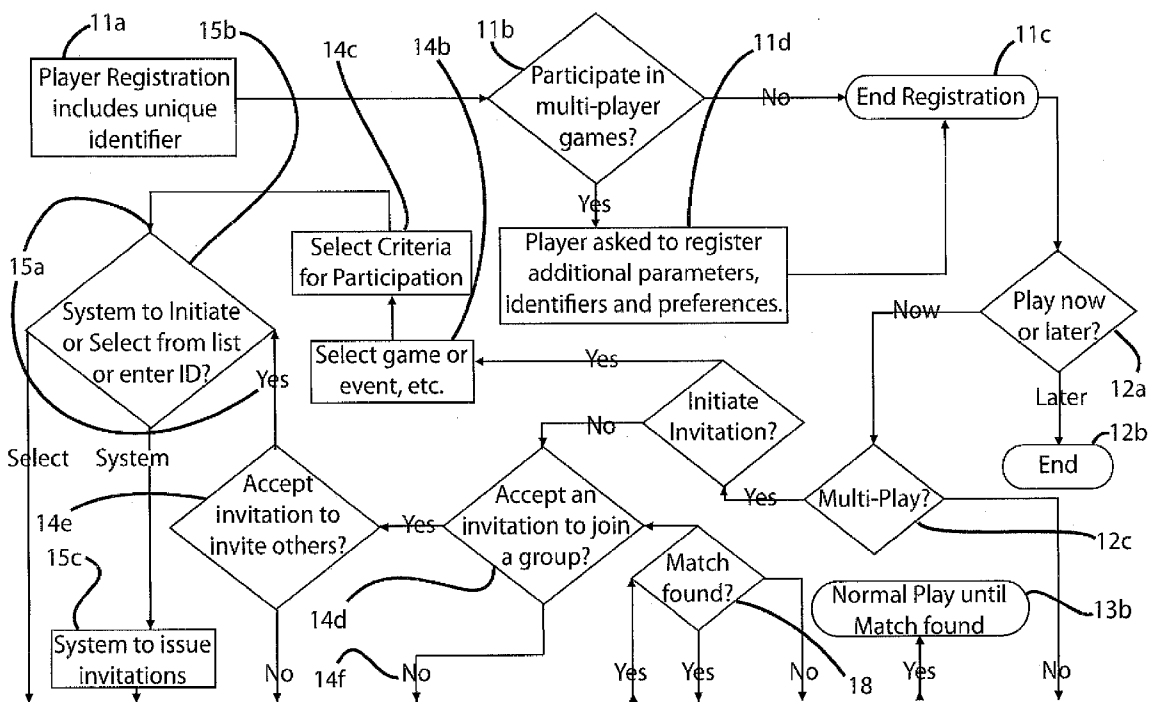 11a
15b
14c
14b
11b
11d
11c
Player Registration
includes unique
identifier
Participate in
multi-player
games?
No
End Registration
Yes
Select Criteria
for Participation
Player asked to register
additional parameters,
identifiers and preferences.
15a
System to Initiate
or Select from list
or enter ID?
Now
Play now
or later?
12a
Select game or
event, etc.
Yes
Yes
Later
Initiate
Invitation?
No
12b
End
Select
System
Accept
invitation to
invite others?
Yes
Accept an
invitation to join
a group?
Yes
Multi-Play?
14e
15c
12c
Match
found?
Normal Play until
Match found
13b
14d
System to issue
invitations
14f
No
No
Yes
Yes
No
18
Yes
No